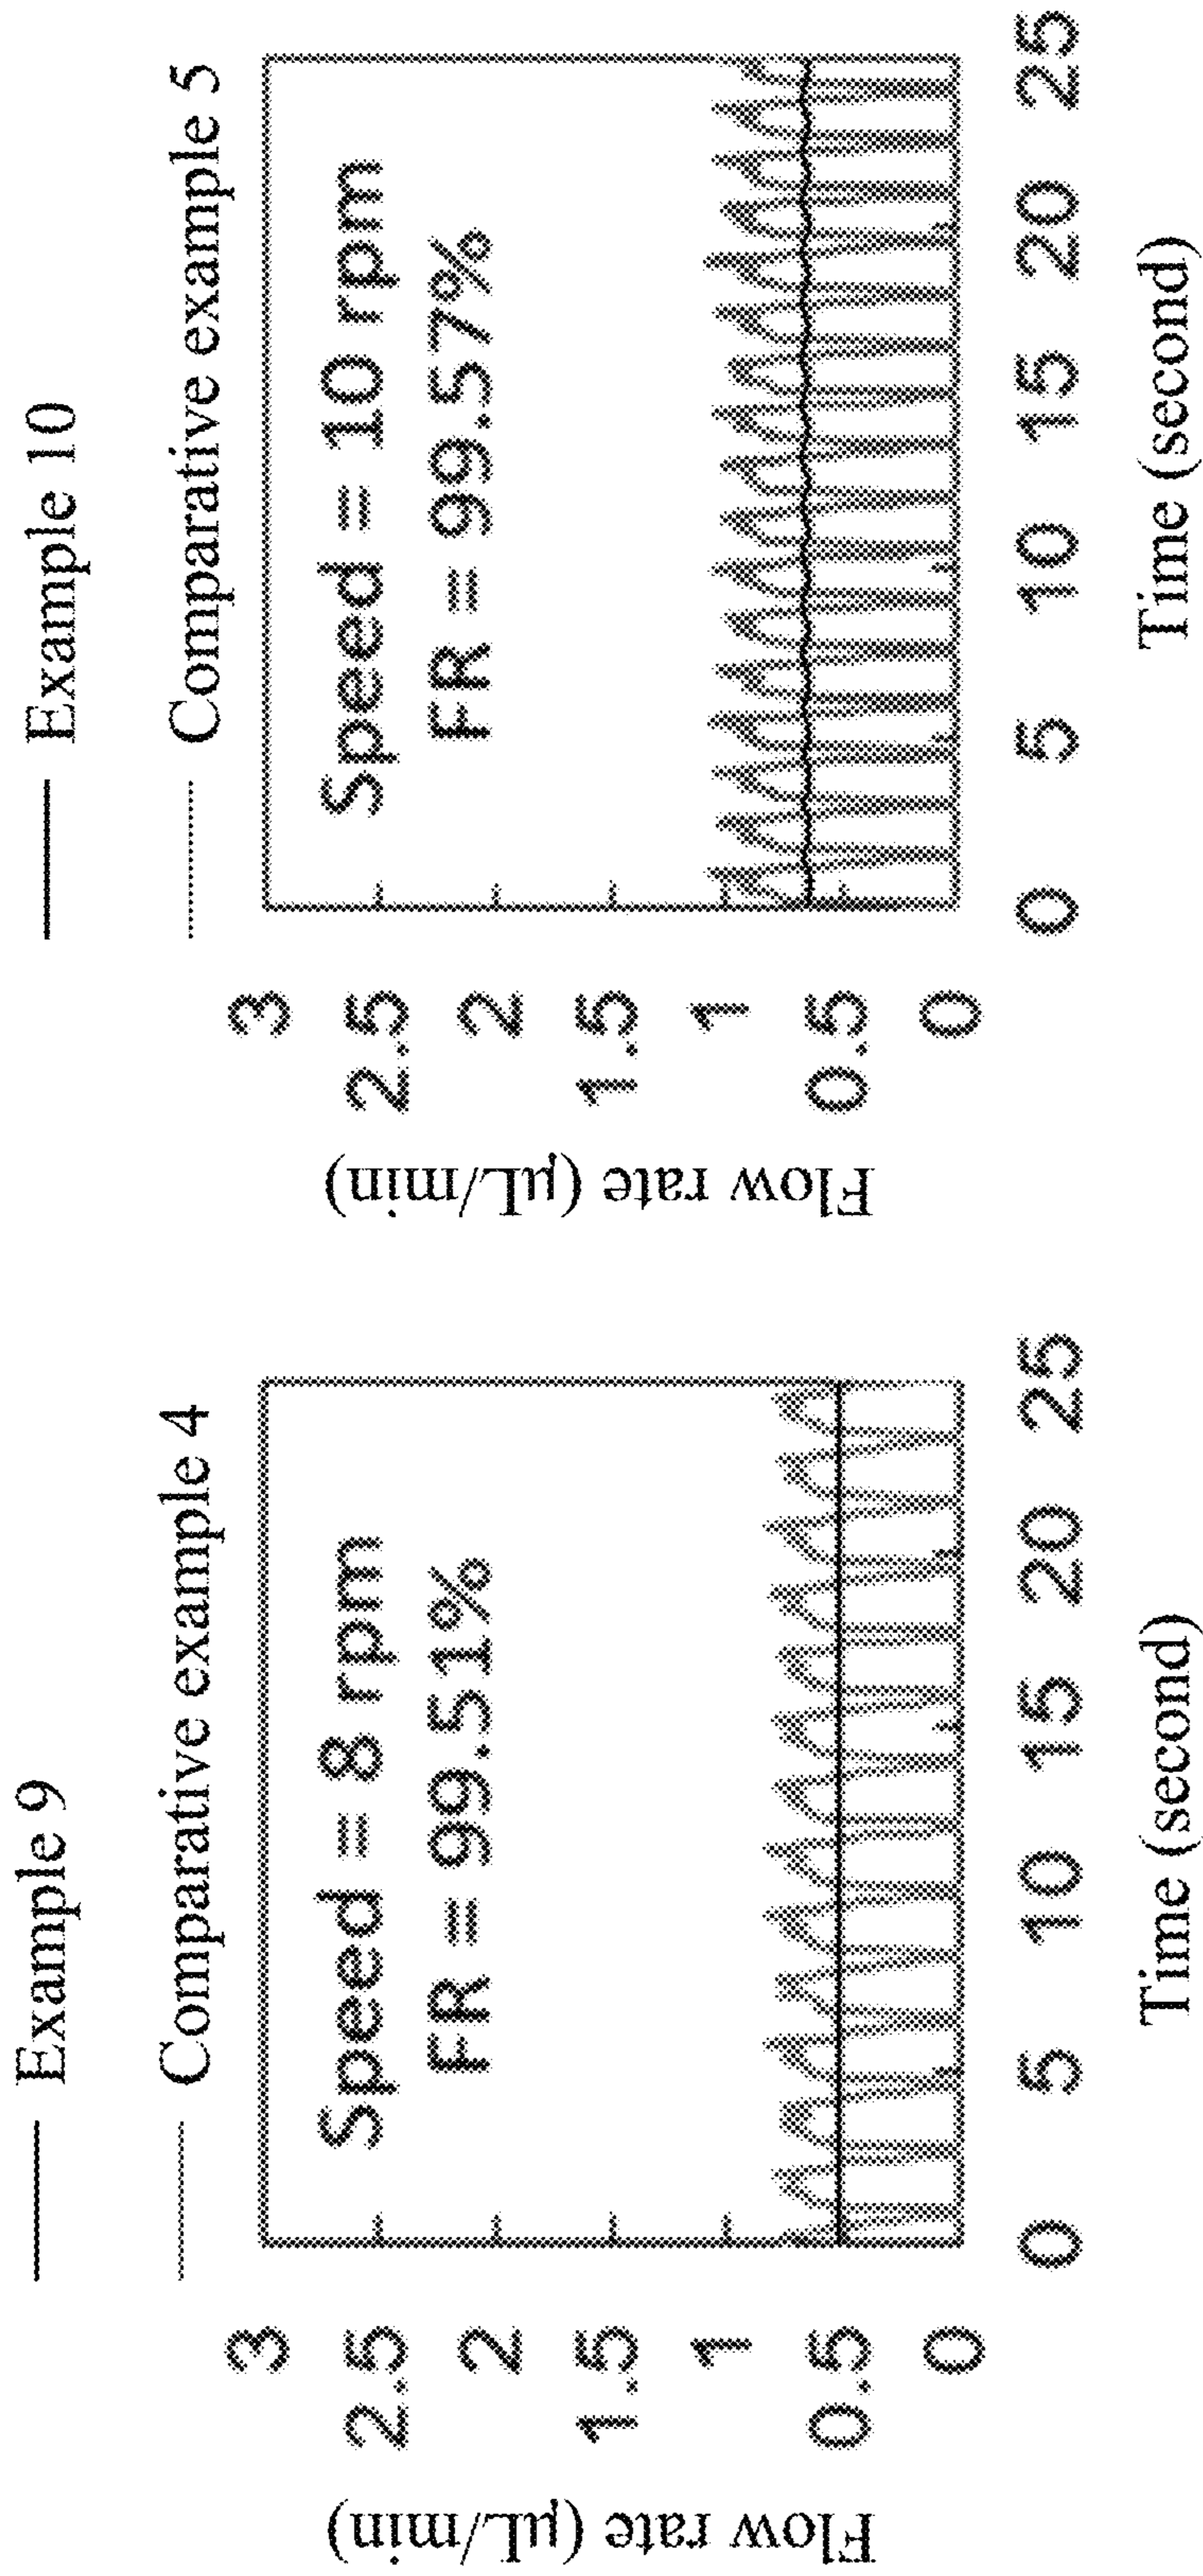 Example 9
Comparative example 4
Speed = 8 rpm
FR = 99.51%
Flow rate (µL/min)
3
2.5
2
1.5
1
0.5
0
0 5 10 15 20 25
Time (second)
Example 10
Comparative example 5
Speed = 10 rpm
FR = 99.57%
Flow rate (µL/min)
3
2.5
2
1.5
1
0.5
0
0 5 10 15 20 25
Time (second)